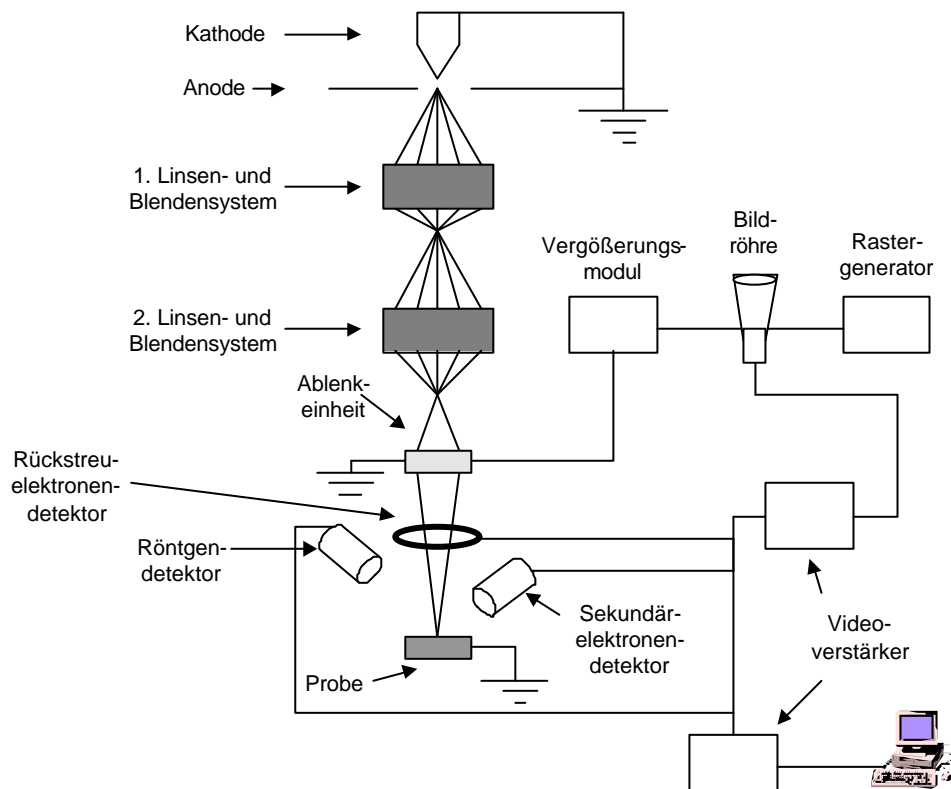 Kathode
Anode
1. Linsen- und
Blendensystem
Bild-
röhre
Vergößerungs-
modul
Raster-
generator
2. Linsen- und
Blendensystem
Ablenk-
einheit
Rückstreu-
elektronen-
detektor
Röntgen-
detektor
Sekundär-
elektronen-
detektor
Video-
verstärker
Probe